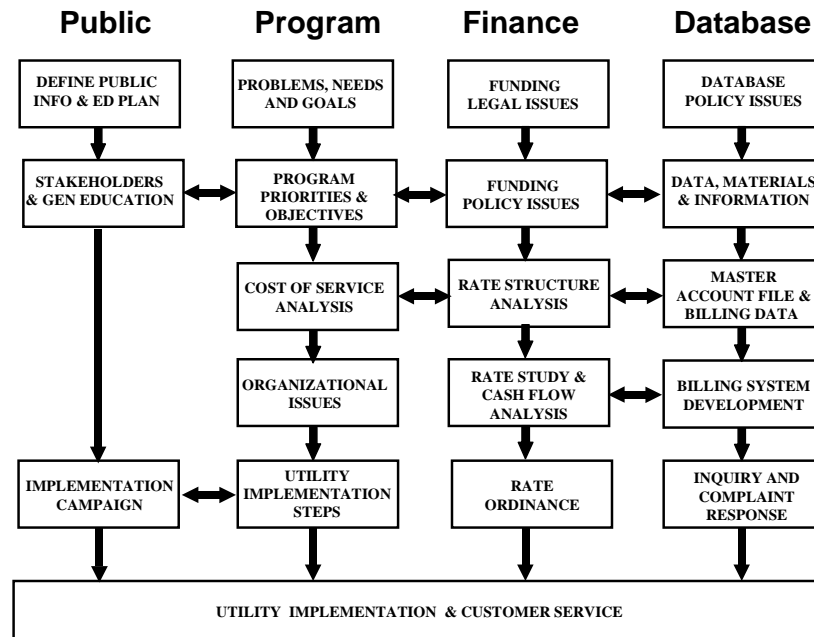 Public Program Finance Database
DEFINE PUBLIC
INFO & ED PLAN
PROBLEMS, NEEDS
AND GOALS
FUNDING
LEGAL ISSUES
DATABASE
POLICY ISSUES
STAKEHOLDERS
& GEN EDUCATION
PROGRAM
PRIORITIES &
OBJECTIVES
FUNDING
POLICY ISSUES
DATA, MATERIALS
& INFORMATION
COST OF SERVICE
ANALYSIS
RATE STRUCTURE
ANALYSIS
MASTER
ACCOUNT FILE &
BILLING DATA
ORGANIZATIONAL
ISSUES
RATE STUDY &
CASH FLOW
ANALYSIS
BILLING SYSTEM
DEVELOPMENT
IMPLEMENTATION
CAMPAIGN
UTILITY
IMPLEMENTATION
STEPS
RATE
ORDINANCE
INQUIRY AND
COMPLAINT
RESPONSE
UTILITY IMPLEMENTATION & CUSTOMER SERVICE